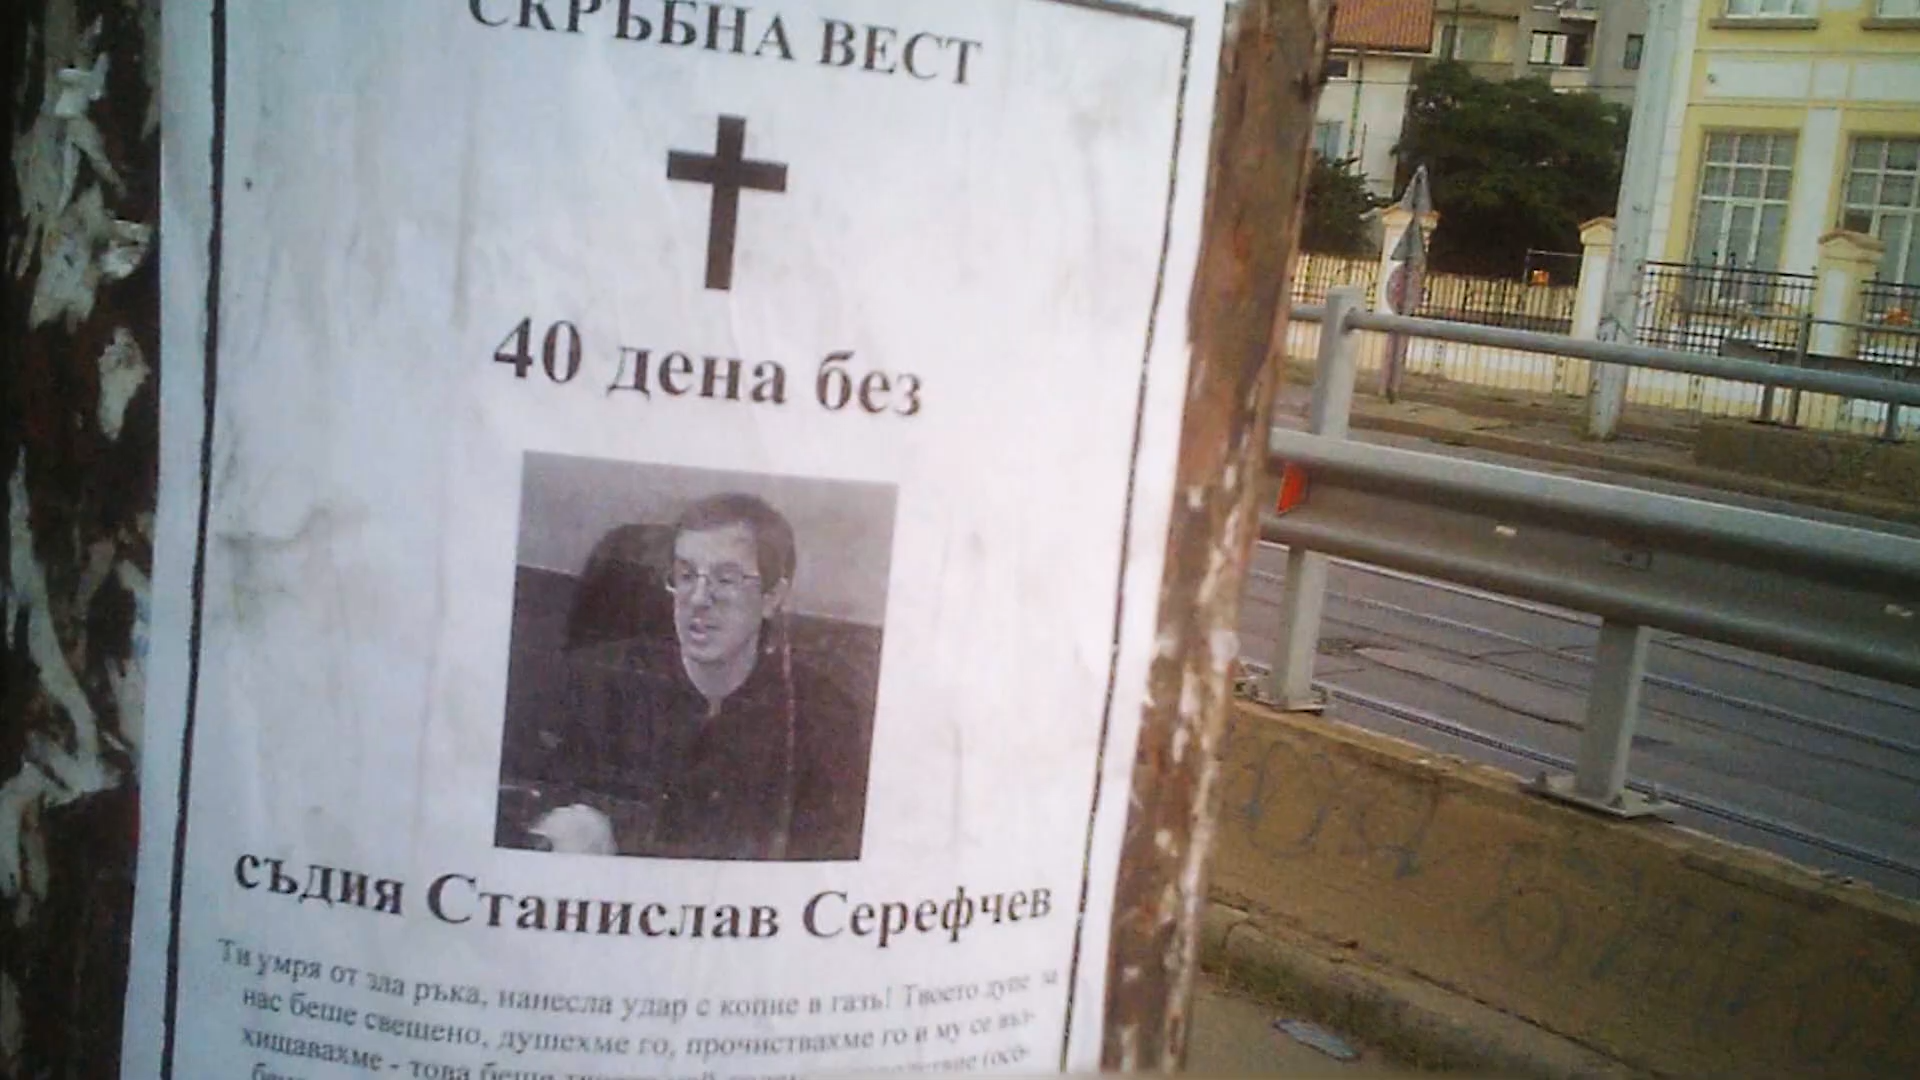 СКРЪБНА ВЕСТ
40 дена без
съдия Станислав Серефчев
Ти умря от зла ръка, нанесла удар с копие в газъ! Твоето дупе за
нас беше свещено, душехме го, прочиствахме го и му се въз-
хищавахме - това беше